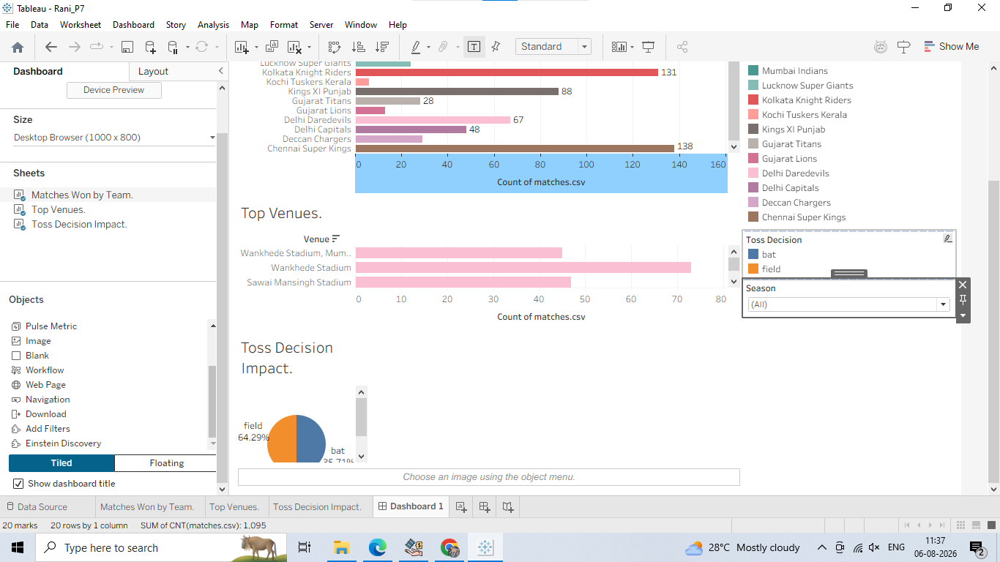 Tableau - Rani_P7
File Data Worksheet Dashboard Story Analysis Map Format Server Window Help
Standard
Show Me
Dashboard
Layout
Device Preview
Size
Desktop Browser (1000 x 800)
Sheets
Matches Won by Team.
Top Venues.
Toss Decision Impact.
Objects
Pulse Metric
Image
Blank
Workflow
Web Page
Navigation
Download
Add Filters
Einstein Discovery
Tiled
Floating
Show dashboard title
Lucknow Super Giants
Kolkata Knight Riders 131
Kochi Tuskers Kerala
Kings XI Punjab 88
Gujarat Titans 28
Gujarat Lions
Delhi Daredevils 67
Delhi Capitals 48
Deccan Chargers
Chennai Super Kings 138
0 20 40 60 80 100 120 140 160
Count of matches.csv
Top Venues.
Venue
Wankhede Stadium, Mum..
Wankhede Stadium
Sawai Mansingh Stadium
0 10 20 30 40 50 60 70 80
Count of matches.csv
Toss Decision
Impact.
field
64.29%
bat
35.71%
Choose an image using the object menu.
Mumbai Indians
Lucknow Super Giants
Kolkata Knight Riders
Kochi Tuskers Kerala
Kings XI Punjab
Gujarat Titans
Gujarat Lions
Delhi Daredevils
Delhi Capitals
Deccan Chargers
Chennai Super Kings
Toss Decision
bat
field
Season
(All)
Data Source
Matches Won by Team.
Top Venues.
Toss Decision Impact.
Dashboard 1
20 marks 20 rows by 1 column SUM of CNT(matches.csv): 1,095
Type here to search
28°C Mostly cloudy
ENG
11:37
06-08-2026
2